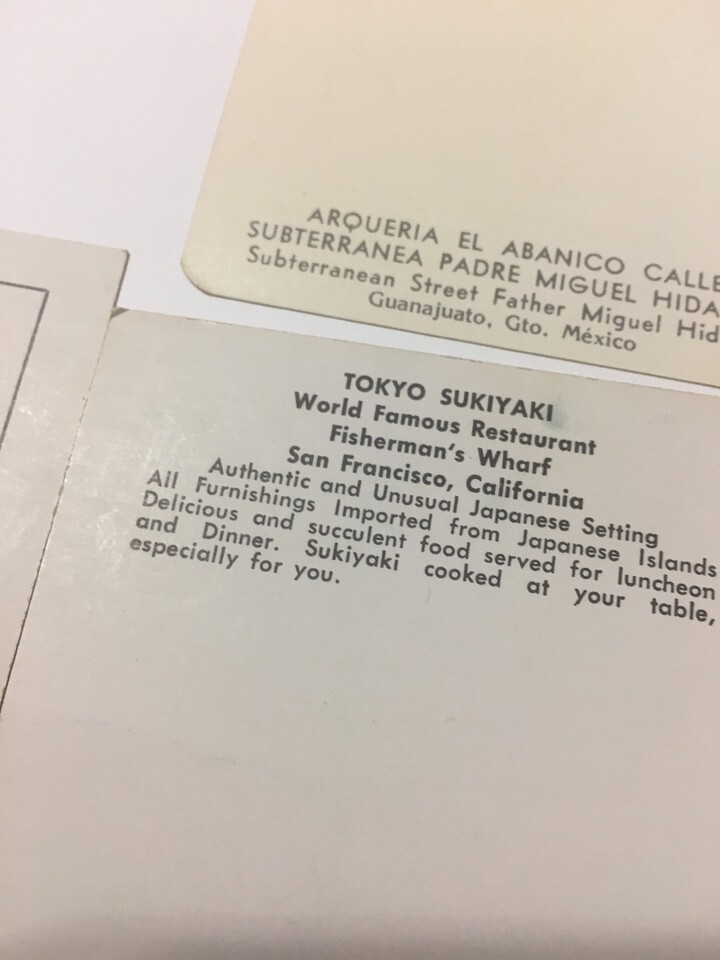 ARQUERIA EL ABANICO CALLE
SUBTERRANEA PADRE MIGUEL HIDA
Subterranean Street Father Miguel Hid
Guanajuato, Gto. México
TOKYO SUKIYAKI
World Famous Restaurant
Fisherman's Wharf
San Francisco, California
Authentic and Unusual Japanese Setting
All Furnishings Imported from Japanese Islands
Delicious and succulent food served for luncheon
and Dinner. Sukiyaki cooked at your table,
especially for you.